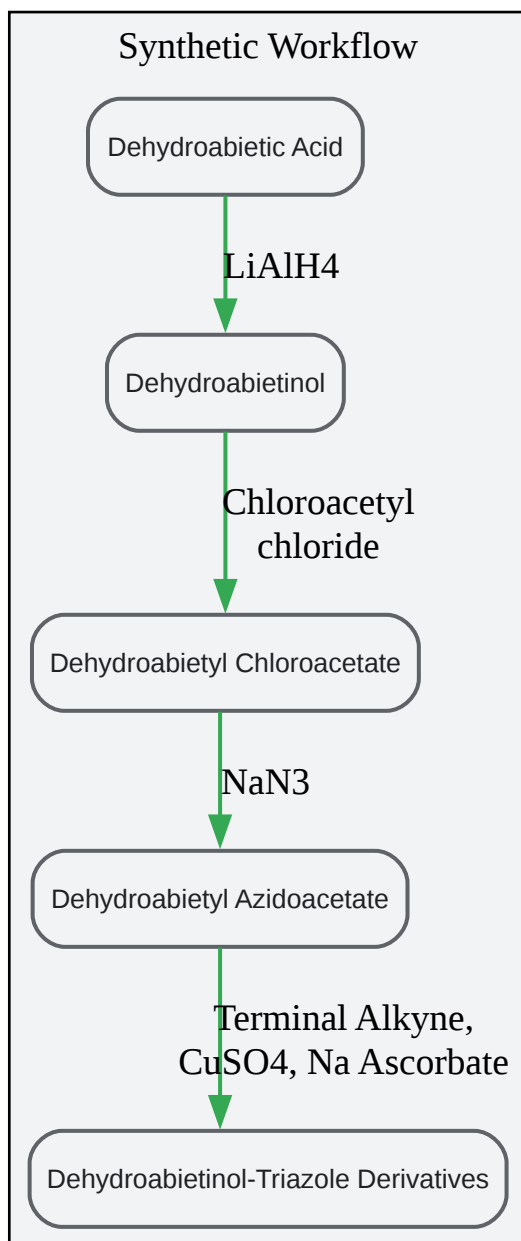 Synthetic Workflow
Dehydroabietic Acid
LiAlH4
Dehydroabietinol
Chloroacetyl
chloride
Dehydroabietyl Chloroacetate
NaN3
Dehydroabietyl Azidoacetate
Terminal Alkyne,
CuSO4, Na Ascorbate
Dehydroabietinol-Triazole Derivatives